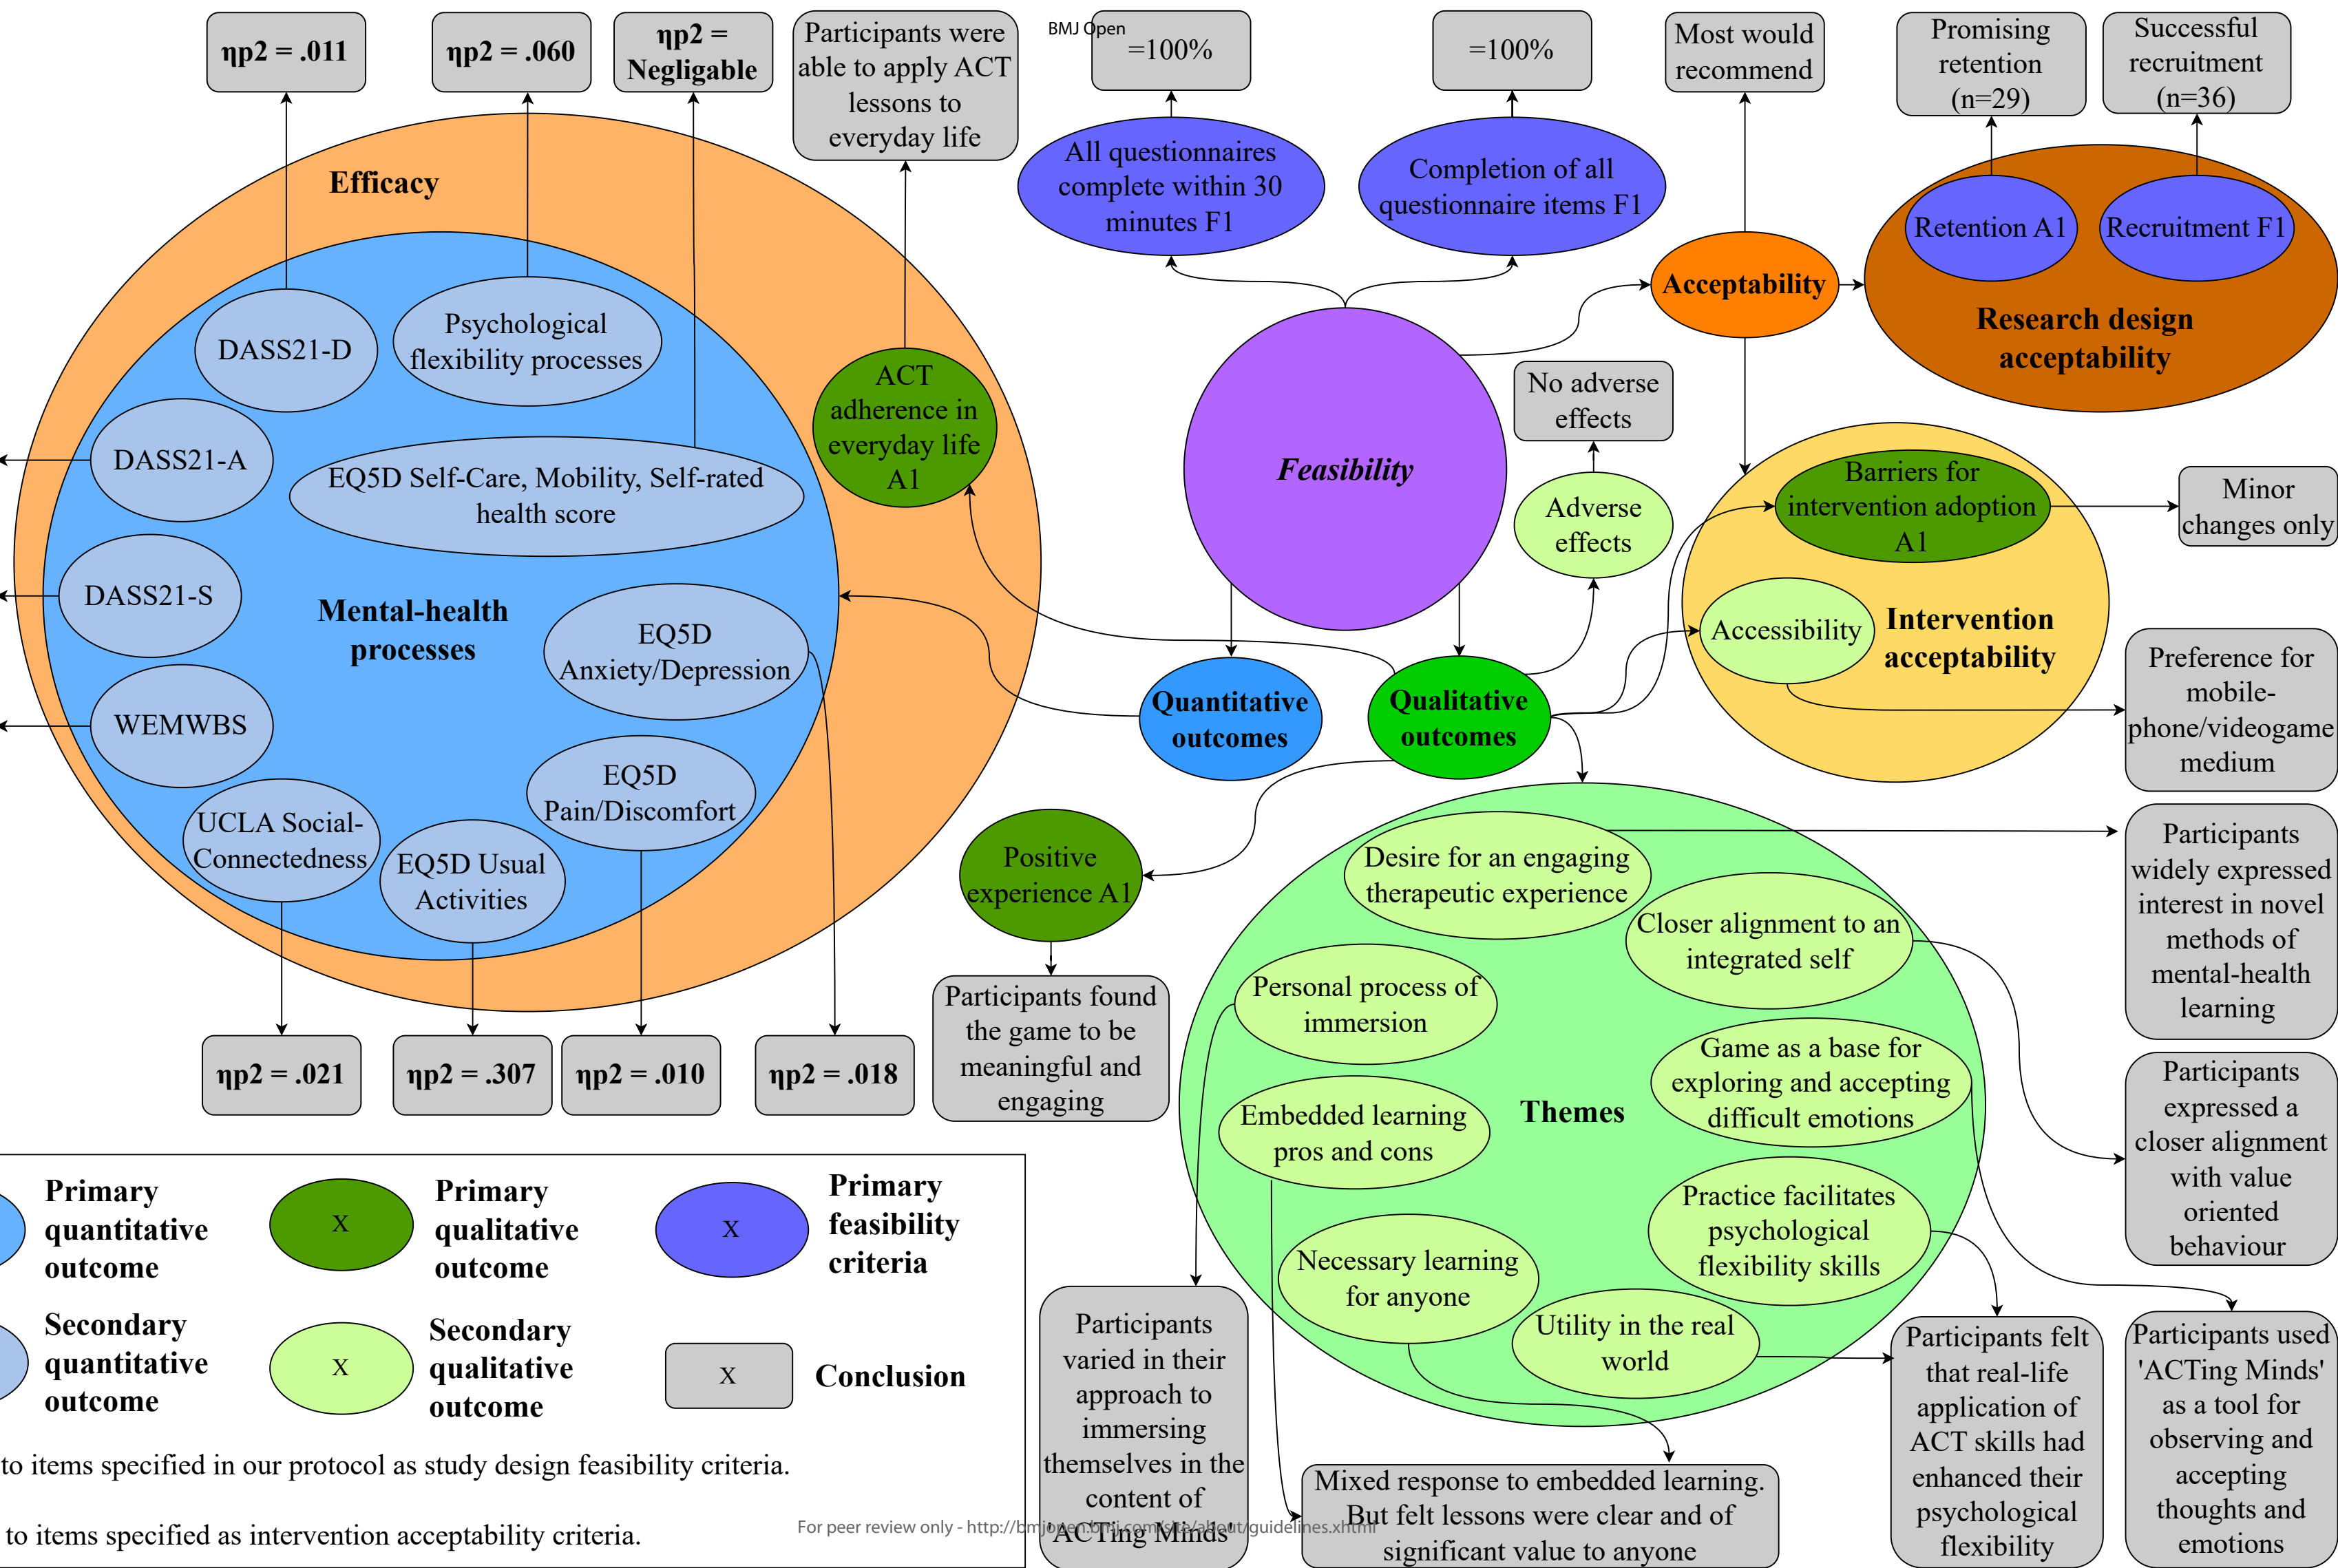 ηp2 = .011
ηp2 = .060
ηp2 =
Negligable
Participants were
able to apply ACT
lessons to
everyday life
BMJ Open
=100%
=100%
Most would
recommend
Promising
retention
(n=29)
Successful
recruitment
(n=36)
Efficacy
All questionnaires
complete within 30
minutes F1
Completion of all
questionnaire items F1
Retention A1
Recruitment F1
Acceptability
Research design
acceptability
DASS21-D
Psychological
flexibility processes
ACT
adherence in
everyday life
A1
No adverse
effects
Feasibility
DASS21-A
EQ5D Self-Care, Mobility, Self-rated
health score
Adverse
effects
Barriers for
intervention adoption
A1
Minor
changes only
DASS21-S
Mental-health
processes
EQ5D
Anxiety/Depression
Accessibility
Intervention
acceptability
Preference for
mobile-
phone/videogame
medium
WEMWBS
Quantitative
outcomes
Qualitative
outcomes
EQ5D
Pain/Discomfort
UCLA Social-
Connectedness
EQ5D Usual
Activities
Positive
experience A1
Desire for an engaging
therapeutic experience
Participants
widely expressed
interest in novel
methods of
mental-health
learning
Closer alignment to an
integrated self
Personal process of
immersion
Participants found
the game to be
meaningful and
engaging
ηp2 = .021
ηp2 = .307
ηp2 = .010
ηp2 = .018
Game as a base for
exploring and accepting
difficult emotions
Themes
Embedded learning
pros and cons
Participants
expressed a
closer alignment
with value
oriented
behaviour
Practice facilitates
psychological
flexibility skills
Necessary learning
for anyone
Utility in the real
world
Primary
quantitative
outcome
X
Primary
qualitative
outcome
X
Primary
feasibility
criteria
Secondary
quantitative
outcome
X
Secondary
qualitative
outcome
X
Conclusion
to items specified in our protocol as study design feasibility criteria.
to items specified as intervention acceptability criteria.
Participants
varied in their
approach to
immersing
themselves in the
content of
'ACTing Minds'
Mixed response to embedded learning.
But felt lessons were clear and of
significant value to anyone
Participants felt
that real-life
application of
ACT skills had
enhanced their
psychological
flexibility
Participants used
'ACTing Minds'
as a tool for
observing and
accepting
thoughts and
emotions
For peer review only - http://bmjopen.bmj.com/site/about/guidelines.xhtml